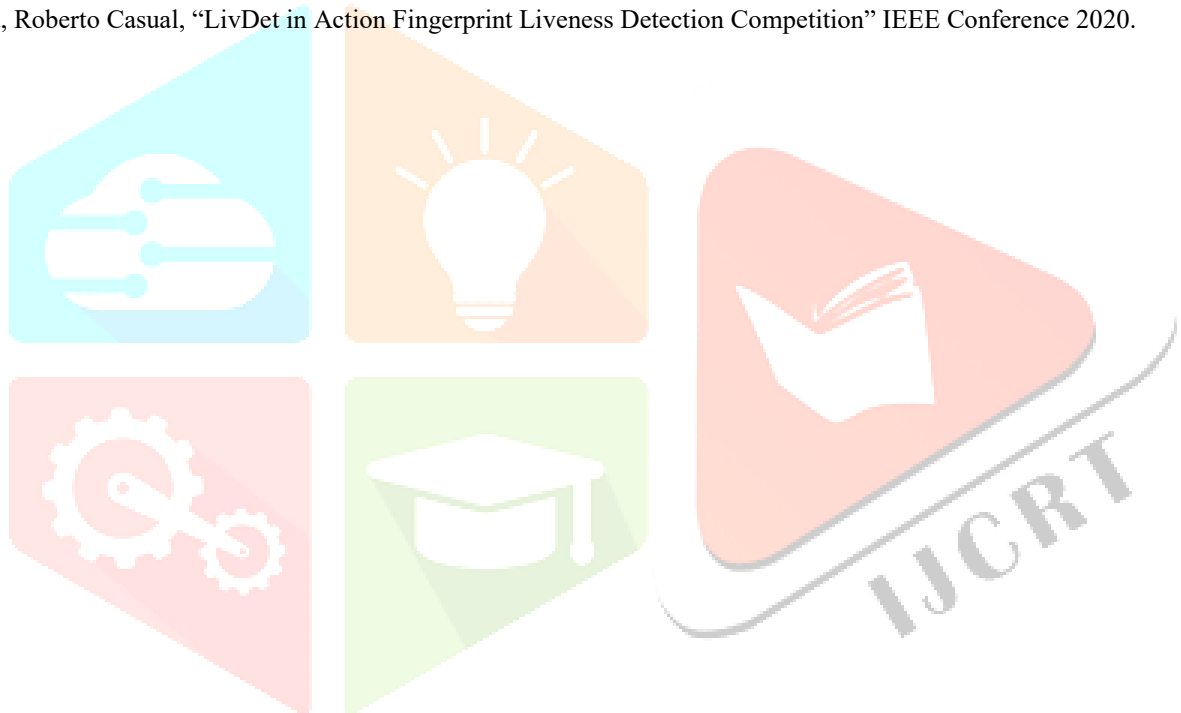 , Roberto Casual, “LivDet in Action Fingerprint Liveness Detection Competition” IEEE Conference 2020.
IJCRT